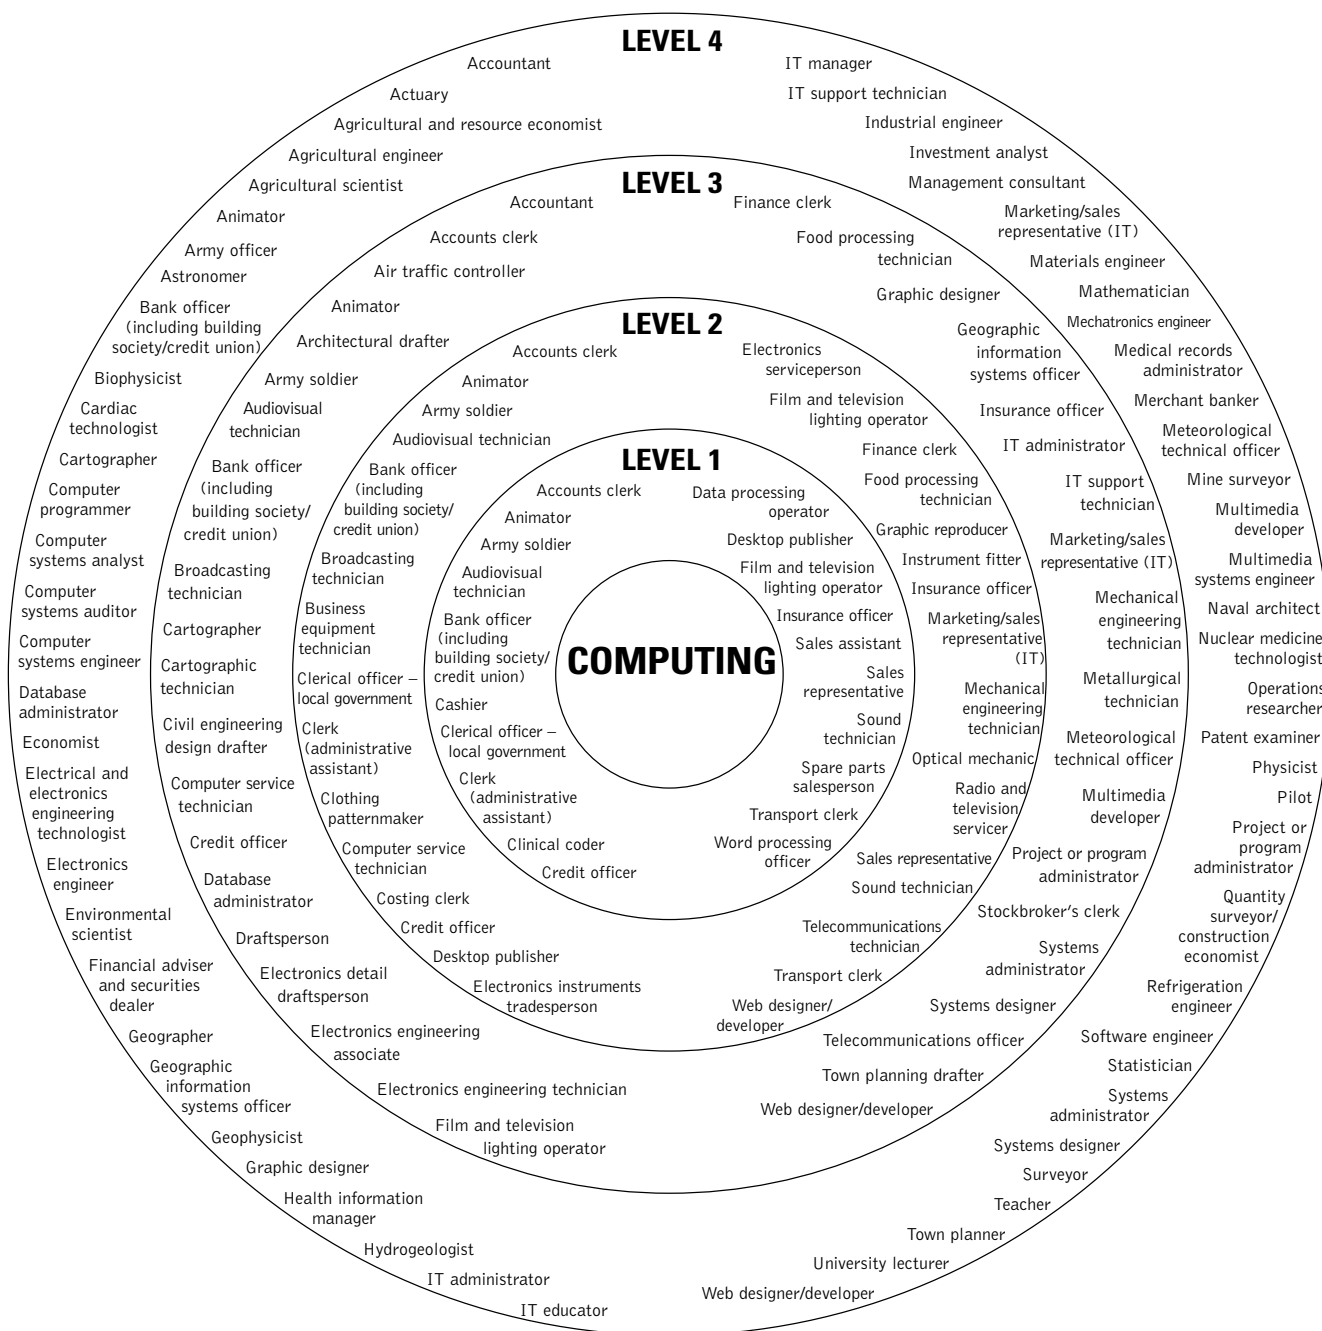 LEVEL 4
Accountant
Actuary
Agricultural and resource economist
Agricultural engineer
Agricultural scientist
Animator
Army officer
Astronomer
Bank officer
(including building
society/credit union)
Biophysicist
Cardiac
technologist
Cartographer
Computer
programmer
Computer
systems analyst
Computer
systems auditor
Computer
systems engineer
Database
administrator
Economist
Electrical and
electronics
engineering
technologist
Electronics
engineer
Environmental
scientist
Financial adviser
and securities
dealer
Geographer
Geographic
information
systems officer
Geophysicist
Graphic designer
Health information
manager
Hydrogeologist
IT administrator
IT educator
IT manager
IT support technician
Industrial engineer
Investment analyst
Management consultant
Marketing/sales
representative (IT)
Materials engineer
Mathematician
Mechatronics engineer
Medical records
administrator
Merchant banker
Meteorological
technical officer
Mine surveyor
Multimedia
developer
Multimedia
systems engineer
Naval architect
Nuclear medicine
technologist
Operations
researcher
Patent examiner
Physicist
Pilot
Project or
program
administrator
Quantity
surveyor/
construction
economist
Refrigeration
engineer
Software engineer
Statistician
Systems
administrator
Systems designer
Surveyor
Teacher
Town planner
University lecturer
Web designer/developer
LEVEL 3
Accountant
Accounts clerk
Air traffic controller
Animator
Architectural drafter
Army soldier
Audiovisual
technician
Bank officer
(including
building society/
credit union)
Broadcasting
technician
Cartographer
Cartographic
technician
Civil engineering
design drafter
Computer service
technician
Credit officer
Database
administrator
Draftsperson
Electronics detail
draftsperson
Electronics engineering
associate
Electronics engineering technician
Film and television
lighting operator
Finance clerk
Food processing
technician
Graphic designer
Geographic
information
systems officer
Insurance officer
IT administrator
IT support
technician
Marketing/sales
representative (IT)
Mechanical
engineering
technician
Metallurgical
technician
Meteorological
technical officer
Multimedia
developer
Project or program
administrator
Stockbroker's clerk
Systems
administrator
Systems designer
Telecommunications officer
Town planning drafter
Web designer/developer
LEVEL 2
Accounts clerk
Animator
Army soldier
Audiovisual technician
Bank officer
(including
building society/
credit union)
Broadcasting
technician
Business
equipment
technician
Clerical officer –
local government
Clerk
(administrative
assistant)
Clothing
patternmaker
Computer service
technician
Costing clerk
Credit officer
Desktop publisher
Electronics instruments
tradesperson
Electronics
serviceperson
Film and television
lighting operator
Finance clerk
Food processing
technician
Graphic reproducer
Instrument fitter
Insurance officer
Marketing/sales
representative
(IT)
Mechanical
engineering
technician
Optical mechanic
Radio and
television
servicer
Sales representative
Sound technician
Telecommunications
technician
Transport clerk
Web designer/
developer
LEVEL 1
Accounts clerk
Animator
Army soldier
Audiovisual
technician
Bank officer
(including
building society/
credit union)
Cashier
Clerical officer –
local government
Clerk
(administrative
assistant)
Clinical coder
Credit officer
Data processing
operator
Desktop publisher
Film and television
lighting operator
Insurance officer
Sales assistant
Sales
representative
Sound
technician
Spare parts
salesperson
Transport clerk
Word processing
officer
COMPUTING